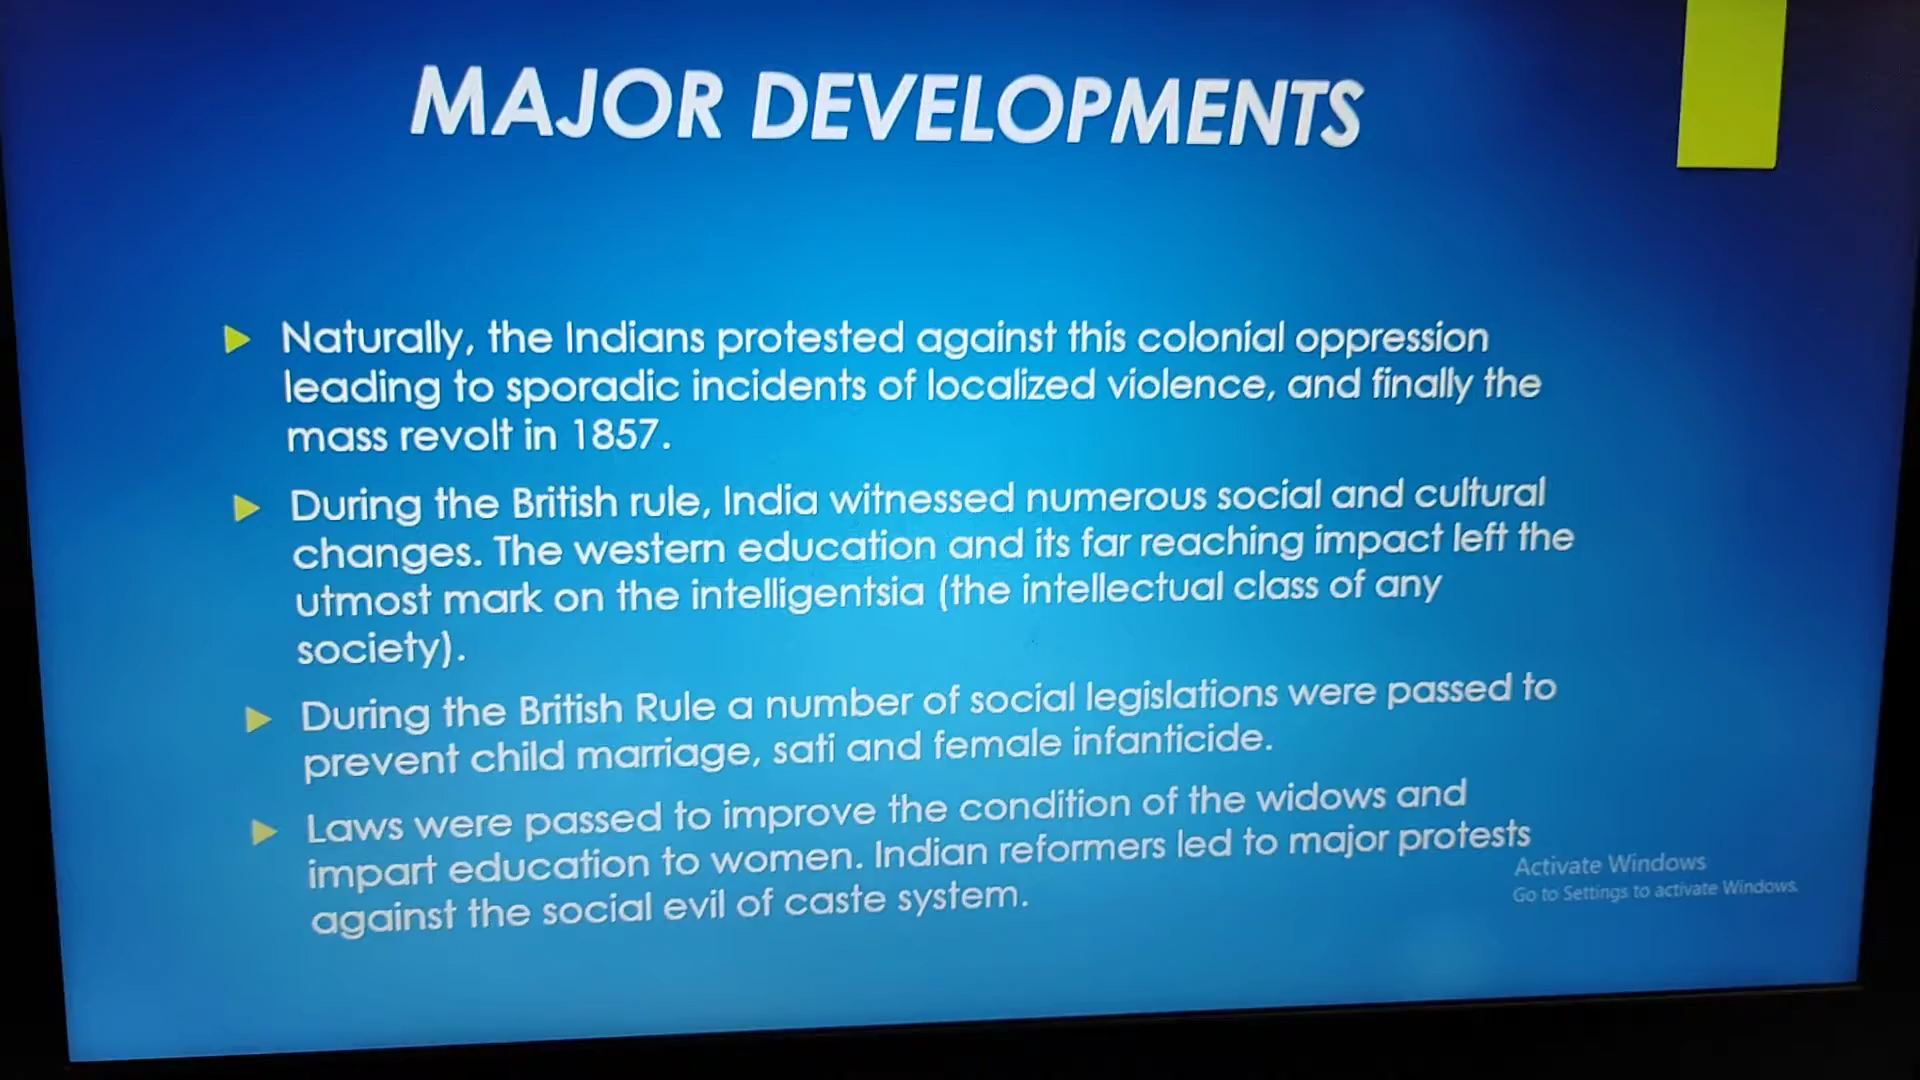 MAJOR DEVELOPMENTS
Naturally, the Indians protested against this colonial oppression
leading to sporadic incidents of localized violence, and finally the
mass revolt in 1857.
During the British rule, India witnessed numerous social and cultural
changes. The western education and its far reaching impact left the
utmost mark on the intelligentsia (the intellectual class of any
society).
During the British Rule a number of social legislations were passed to
prevent child marriage, sati and female infanticide.
Laws were passed to improve the condition of the widows and
impart education to women. Indian reformers led to major protests
against the social evil of caste system.
Activate Windows
Go to Settings to activate Windows.